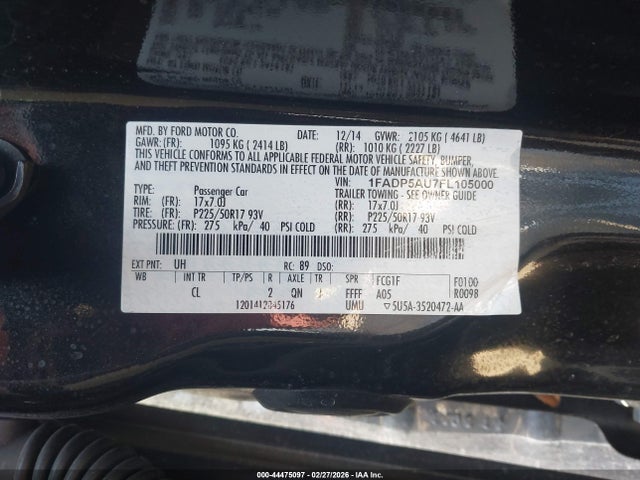 MFD. BY FORD MOTOR CO. DATE: 12/14 GVWR: 2105 KG ( 4641 LB)
GAWR: (FR): 1095 KG ( 2414 LB) (RR): 1010 KG ( 2227 LB)
THIS VEHICLE CONFORMS TO ALL APPLICABLE FEDERAL MOTOR VEHICLE SAFETY, BUMPER,
AND THEFT PREVENTION STANDARDS IN EFFECT ON THE DATE OF MANUFACTURE SHOWN ABOVE.
VIN: 1FADP5AU7FL105000
TYPE: Passenger Car TRAILER TOWING - SEE OWNER GUIDE
RIM: (FR): 17x7.0J (RR): 17x7.0J
TIRE: (FR): P225/50R17 93V (RR): P225/50R17 93V
PRESSURE: (FR): 275 kPa/ 40 PSI COLD (RR): 275 kPa/ 40 PSI COLD
EXT PNT: UH RC: 89 DSO:
WB INT TR TP/PS R AXLE TR SPR FCG1F F0100
CL 2 QN FFFF A05 R009B
UMU ▽5U5A-3520472-AA
000-44475097 - 02/27/2026 - IAAI.com